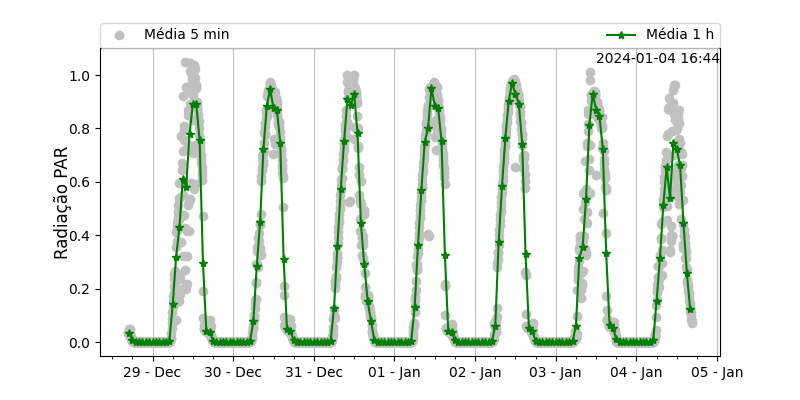 Média 5 min
Média 1 h
2024-01-04 16:44
Radiação PAR
1.0
0.8
0.6
0.4
0.2
0.0
29 - Dec
30 - Dec
31 - Dec
01 - Jan
02 - Jan
03 - Jan
04 - Jan
05 - Jan